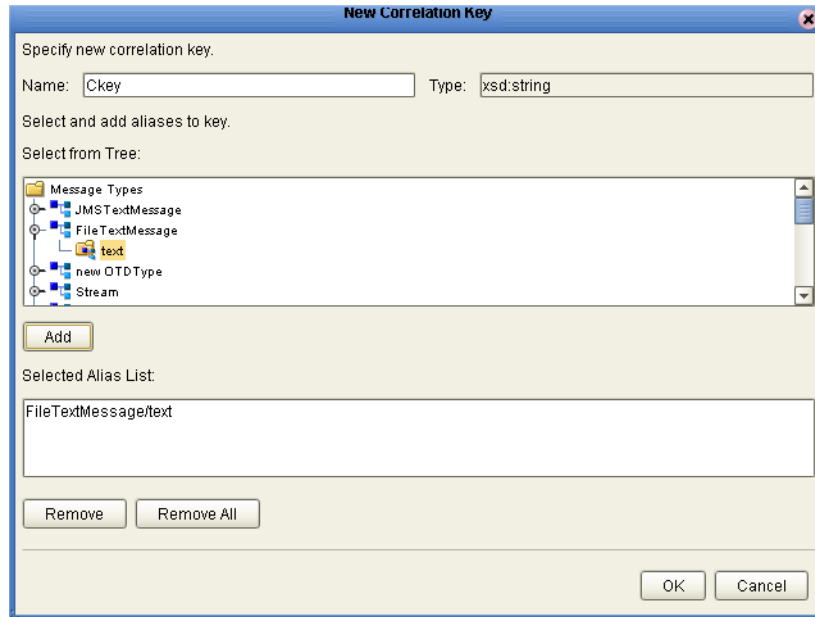 New Correlation Key
Specify new correlation key.
Name: Ckey Type: xsd:string
Select and add aliases to key.
Select from Tree:
Message Types
JMSTextMessage
FileTextMessage
text
new OTDType
Stream
Add
Selected Alias List:
FileTextMessage/text
Remove Remove All
OK Cancel